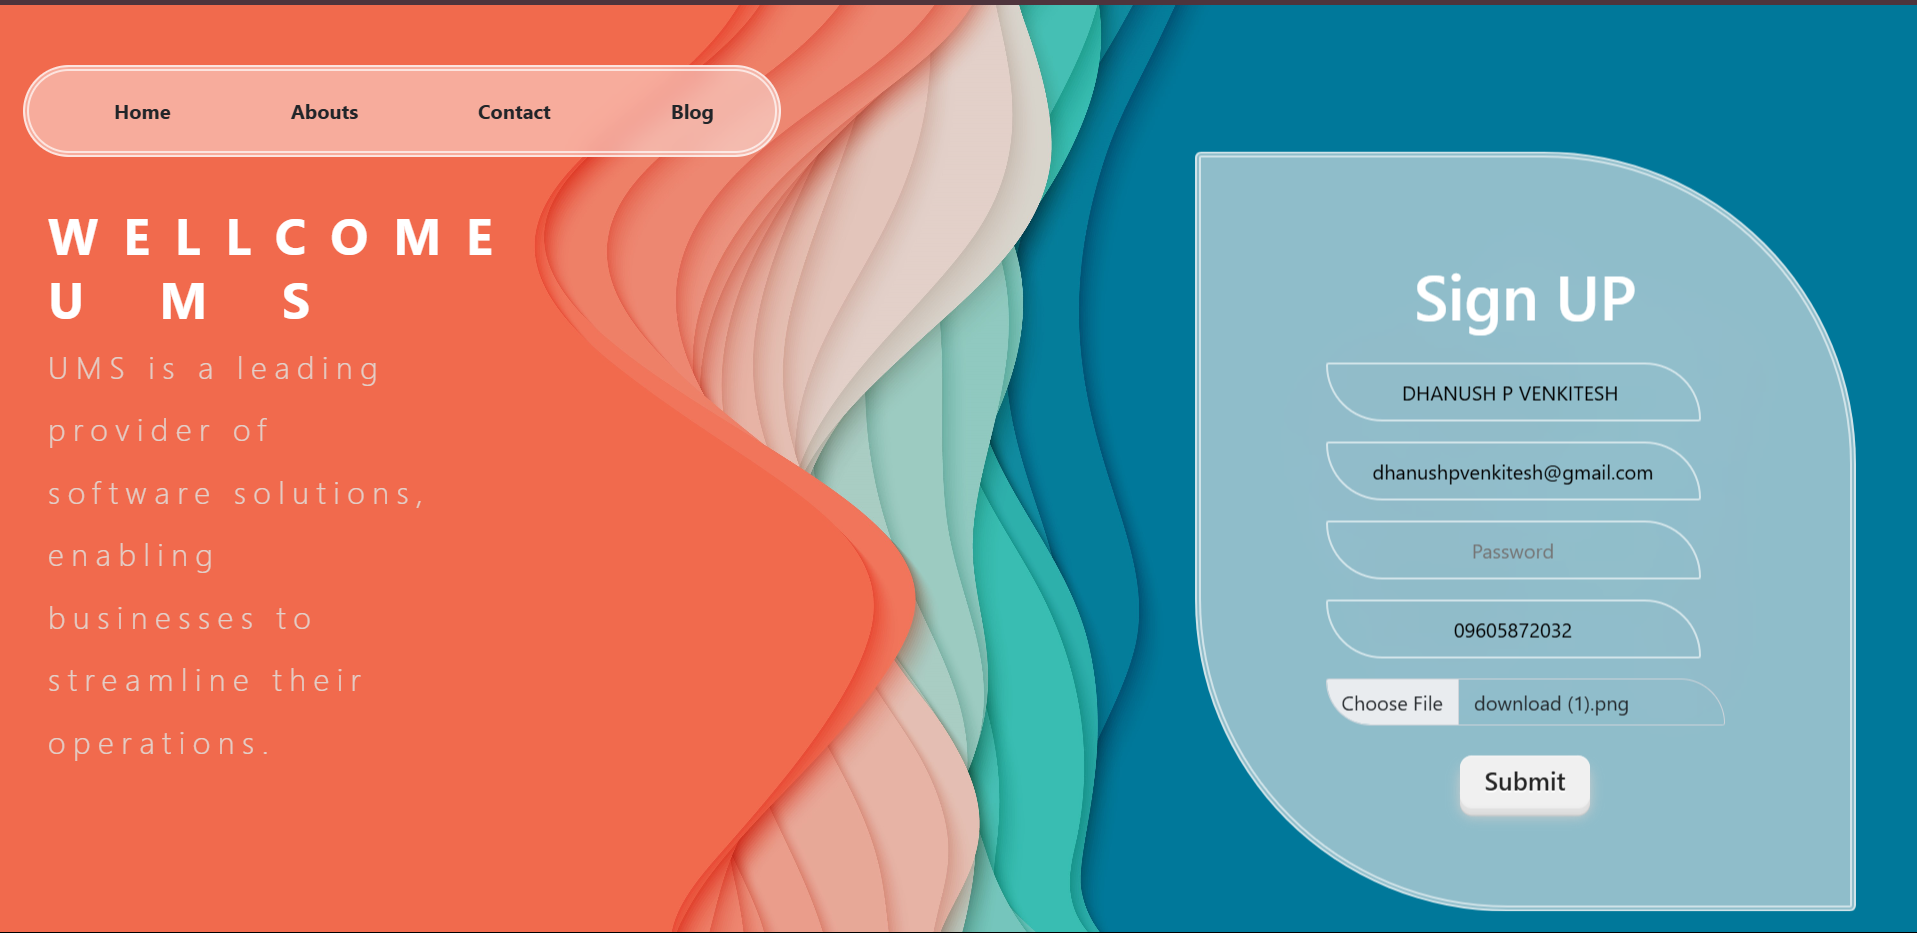 Home Abouts Contact Blog
WELLCOME
UMS
UMS is a leading
provider of
software solutions,
enabling
businesses to
streamline their
operations.
Sign UP
DHANUSH P VENKITESH
dhanushpvenkitesh@gmail.com
Password
09605872032
Choose File download (1).png
Submit